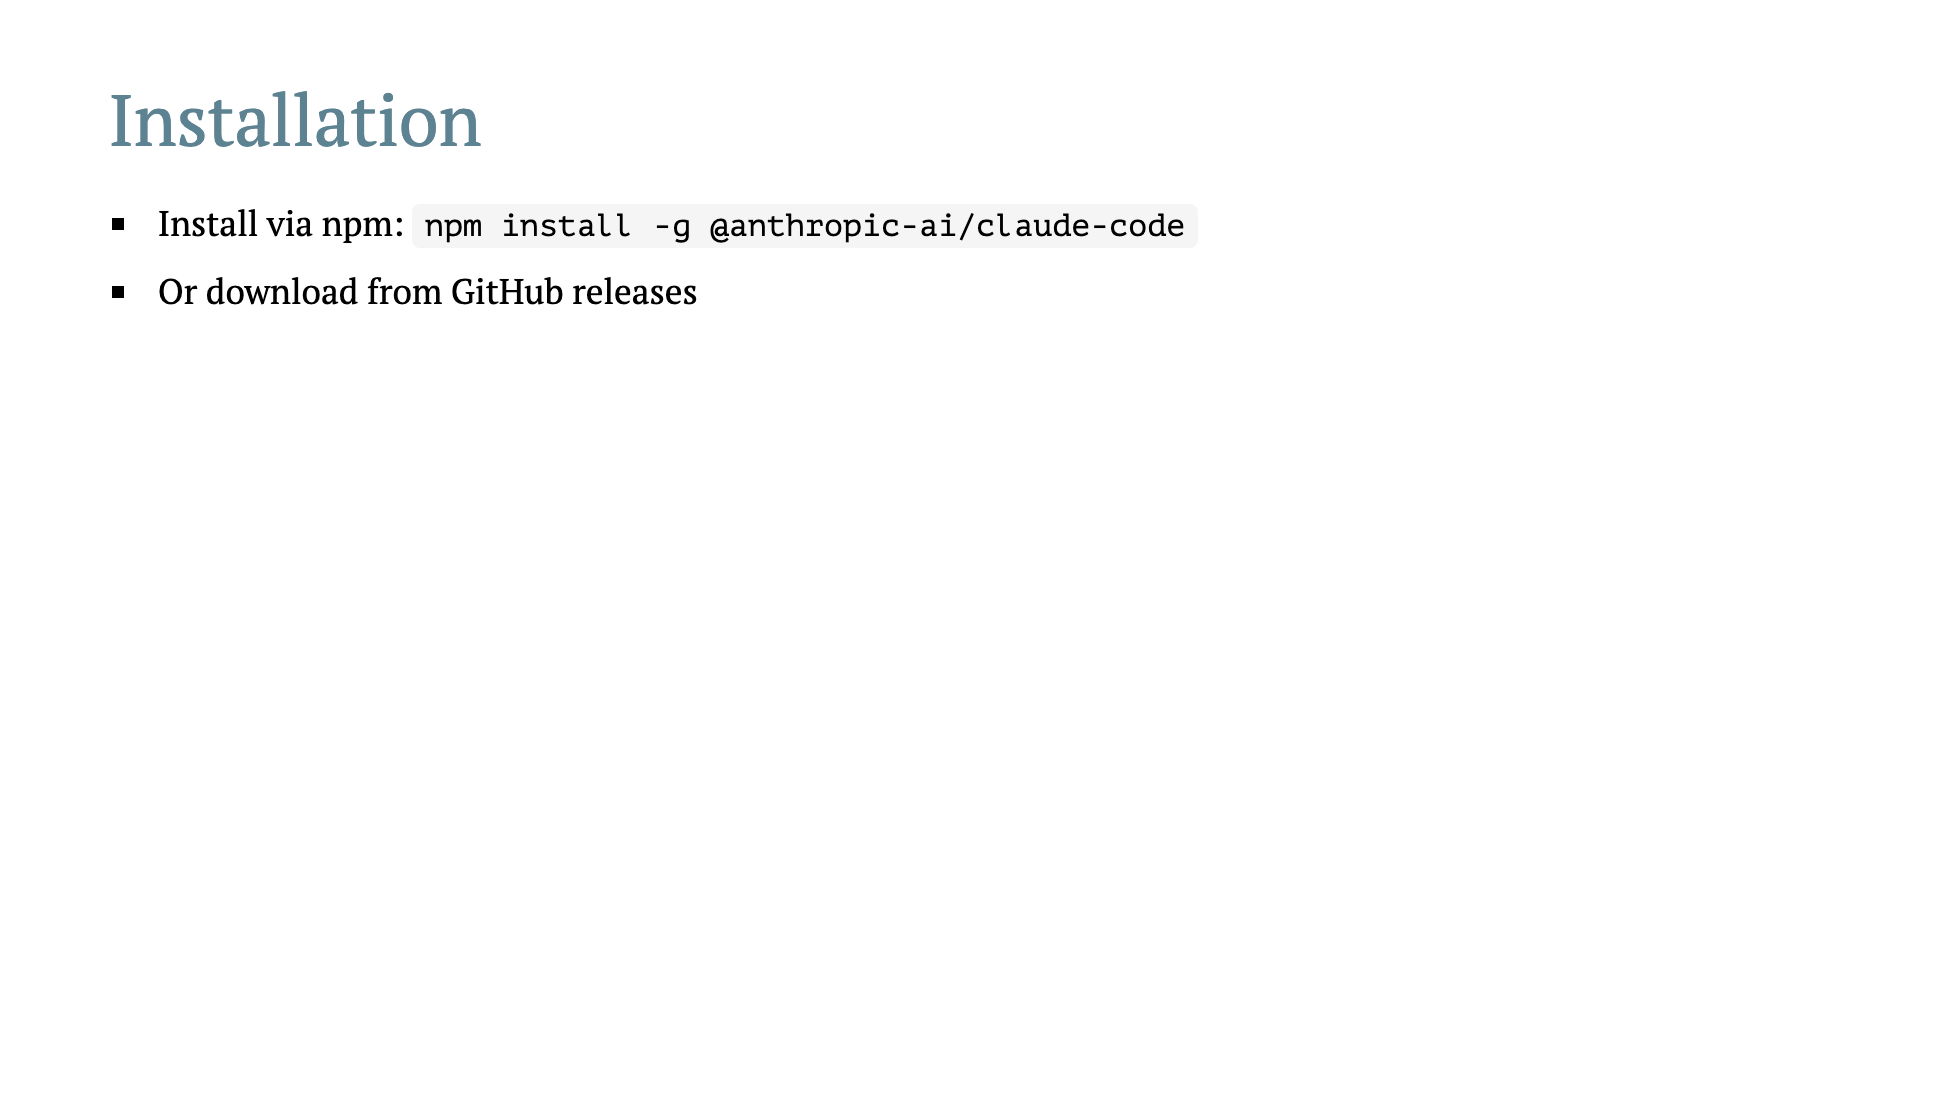 Installation
Install via npm: npm install -g @anthropic-ai/claude-code
Or download from GitHub releases